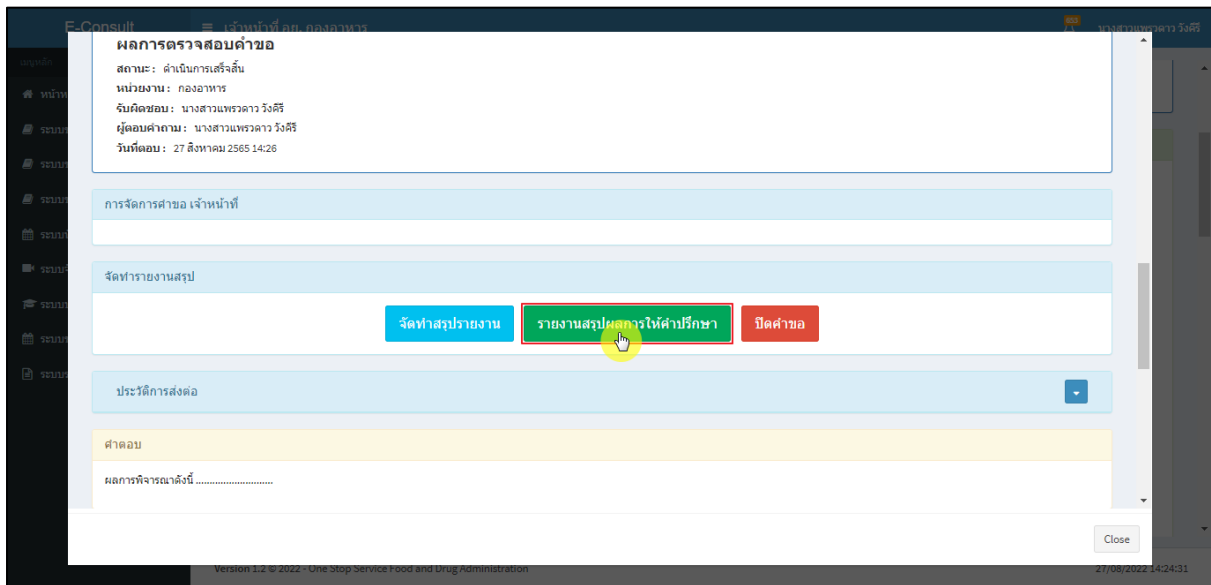 E-Consult
เจ้าหน้าที่ อย. กองอาหาร
นางสาวแพรวดาว วังคีรี
เมนูหลัก
ผลการตรวจสอบคำขอ
สถานะ : ดำเนินการเสร็จสิ้น
หน่วยงาน : กองอาหาร
รับผิดชอบ : นางสาวแพรวดาว วังคีรี
ผู้ตอบคำถาม : นางสาวแพรวดาว วังคีรี
วันที่ตอบ : 27 สิงหาคม 2565 14:26
การจัดการคำขอ เจ้าหน้าที่
จัดทำรายงานสรุป
จัดทำสรุปรายงาน
รายงานสรุปผลการให้คำปรึกษา
ปิดคำขอ
ประวัติการส่งต่อ
คำตอบ
ผลการพิจารณาดังนี้ ............................
Close
Version 1.2 © 2022 - One Stop Service Food and Drug Administration
27/08/2022 14:24:31